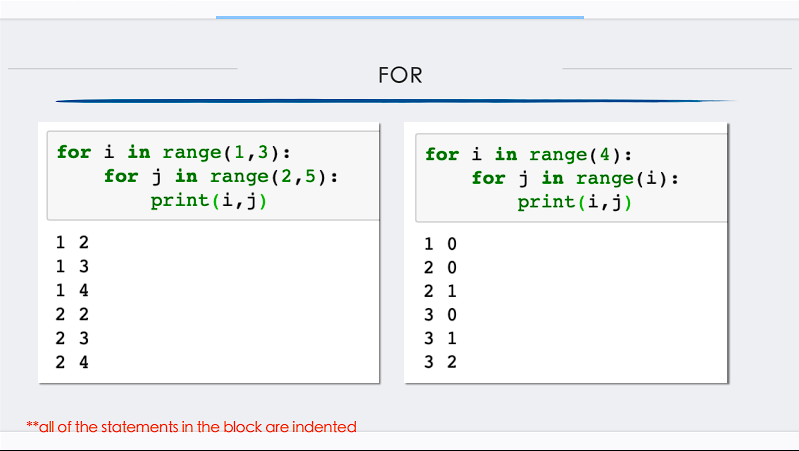 FOR
for i in range(1,3):
    for j in range(2,5):
        print(i,j)
1 2
1 3
1 4
2 2
2 3
2 4
for i in range(4):
    for j in range(i):
        print(i,j)
1 0
2 0
2 1
3 0
3 1
3 2
**all of the statements in the block are indented